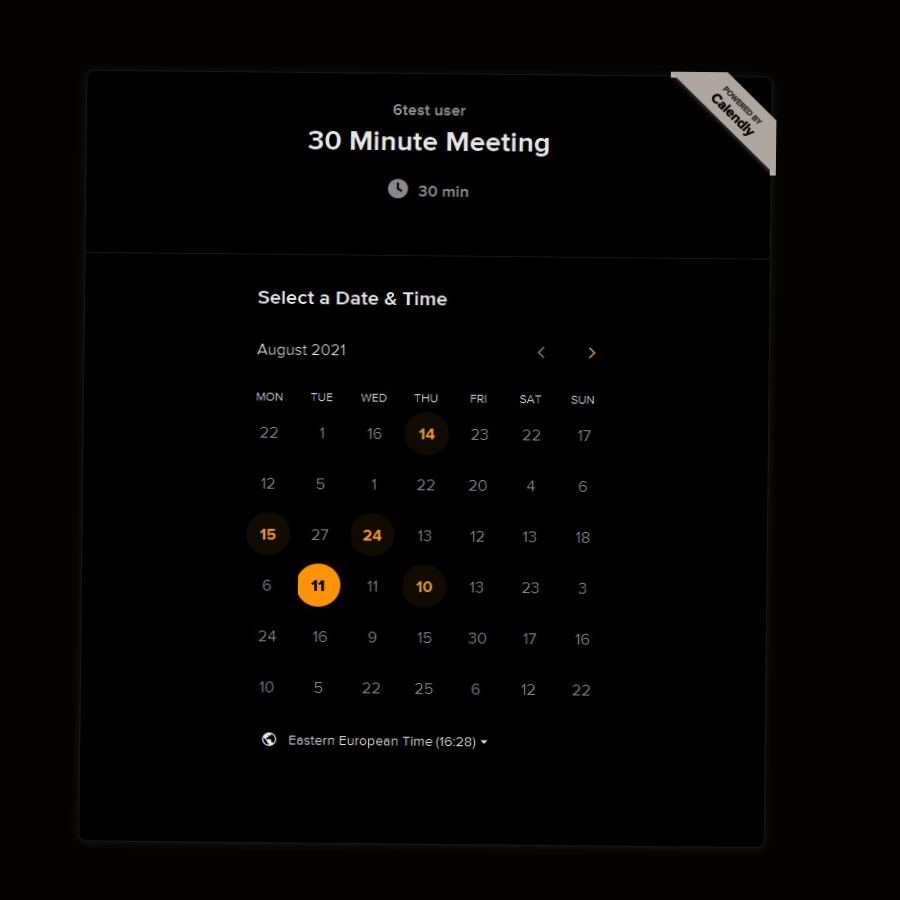 POWERED BY
Calendly
6test user
30 Minute Meeting
30 min
Select a Date & Time
August 2021
MON TUE WED THU FRI SAT SUN
22 1 16 14 23 22 17
12 5 1 22 20 4 6
15 27 24 13 12 13 18
6 11 11 10 13 23 3
24 16 9 15 30 17 16
10 5 22 25 6 12 22
Eastern European Time (16:28)